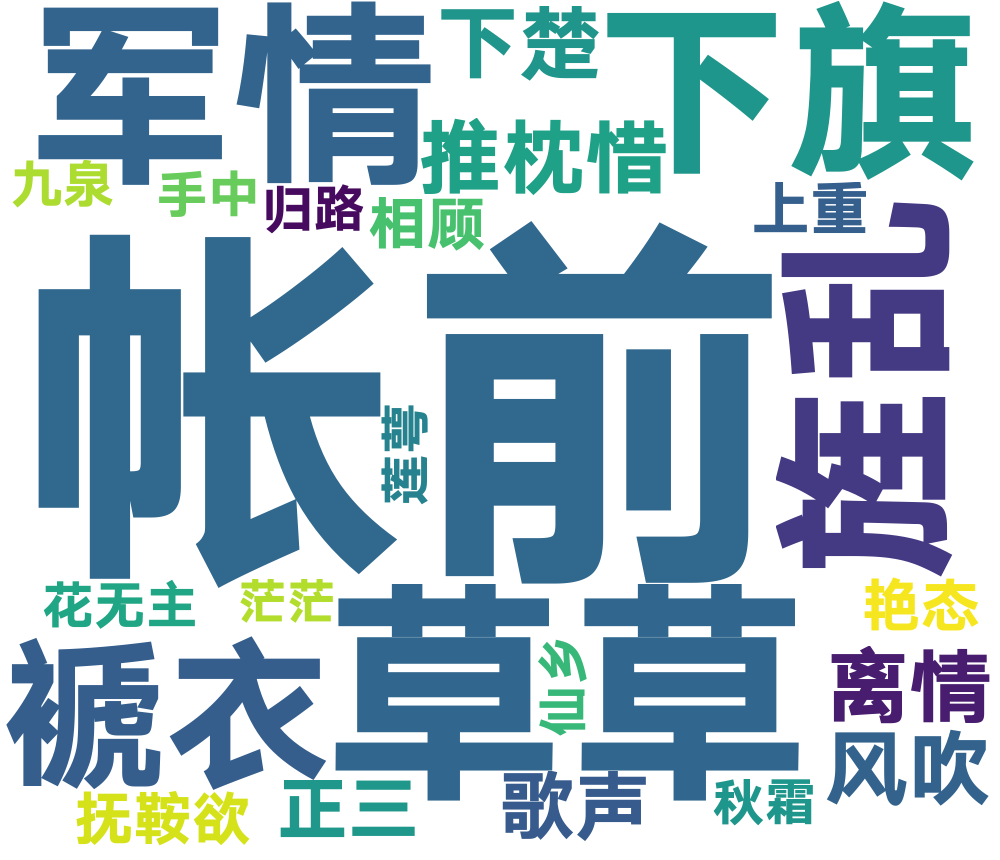 军情
下楚
下旗
推枕惜
九泉
手中
归路
相顾
上重
帐前
旌乱
莲萼
花无主
茫茫
草草
仙乡
艳态
褫衣
离情
风吹
抚鞍欲
正三
歌声
秋霜